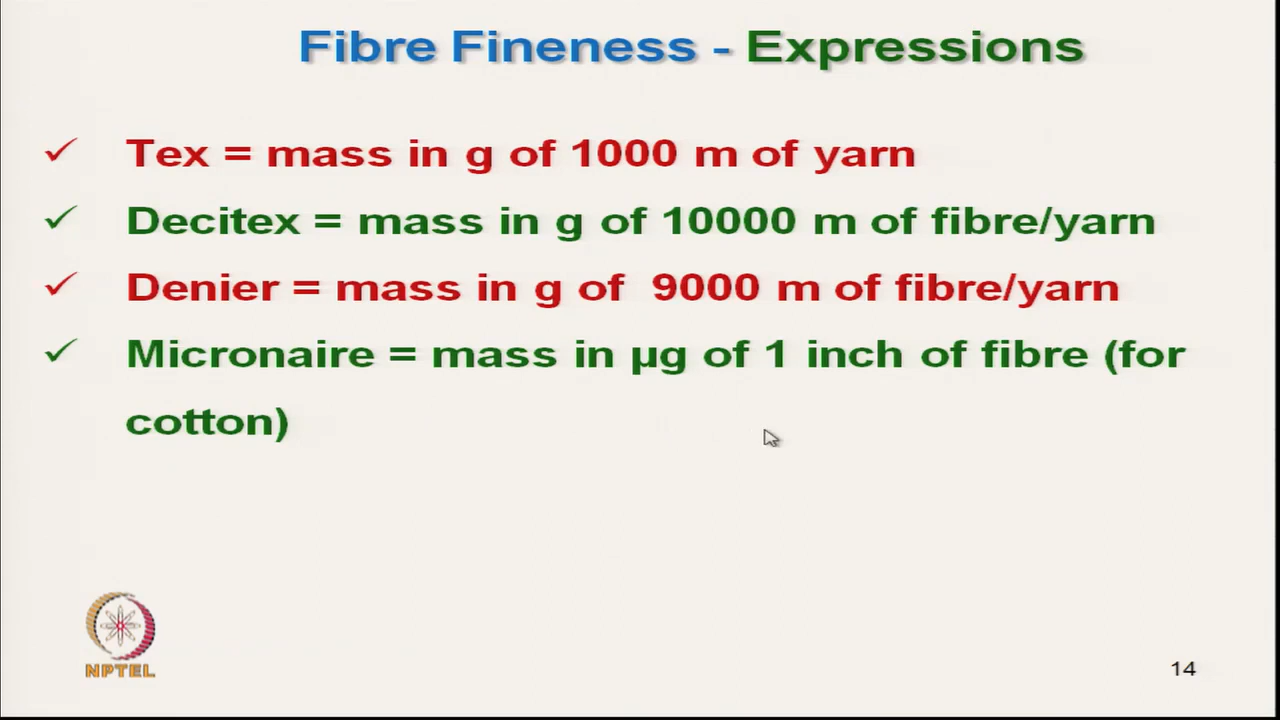 Fibre Fineness - Expressions
✓ Tex = mass in g of 1000 m of yarn
✓ Decitex = mass in g of 10000 m of fibre/yarn
✓ Denier = mass in g of 9000 m of fibre/yarn
✓ Micronaire = mass in µg of 1 inch of fibre (for
cotton)
NPTEL
14